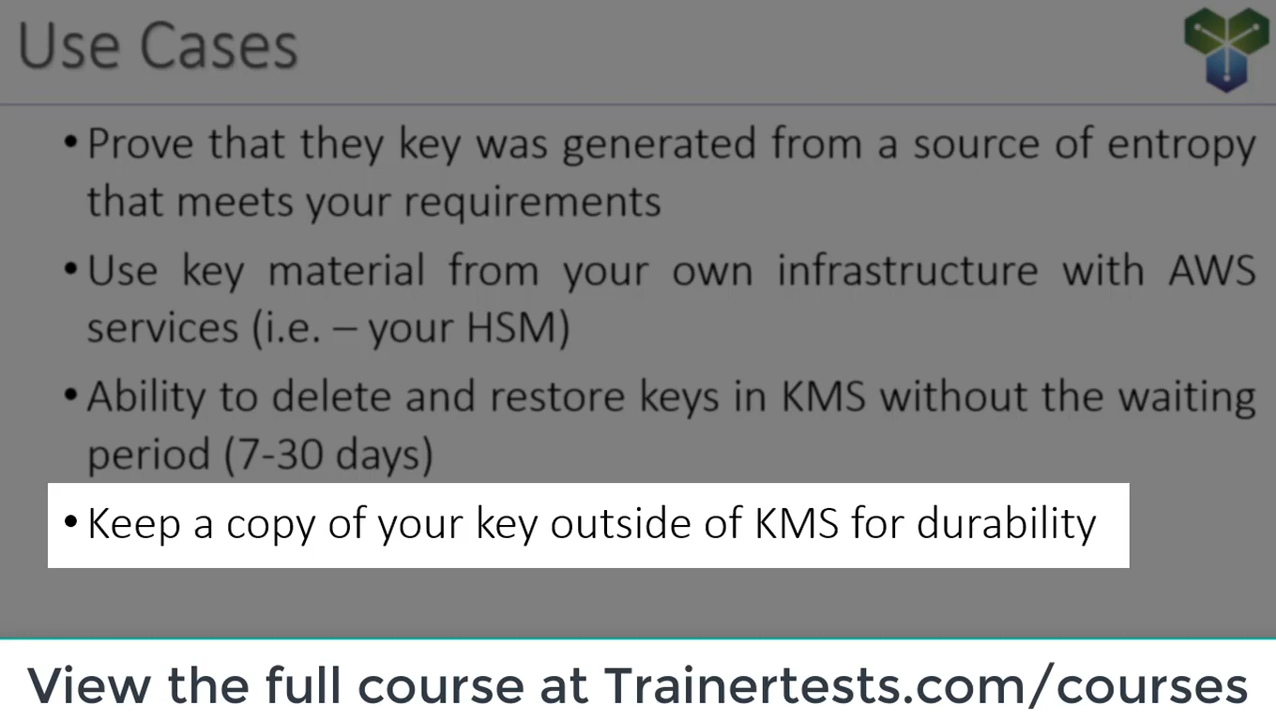 Use Cases
• Prove that they key was generated from a source of entropy
that meets your requirements
• Use key material from your own infrastructure with AWS
services (i.e. – your HSM)
• Ability to delete and restore keys in KMS without the waiting
period (7-30 days)
• Keep a copy of your key outside of KMS for durability
View the full course at Trainertests.com/courses